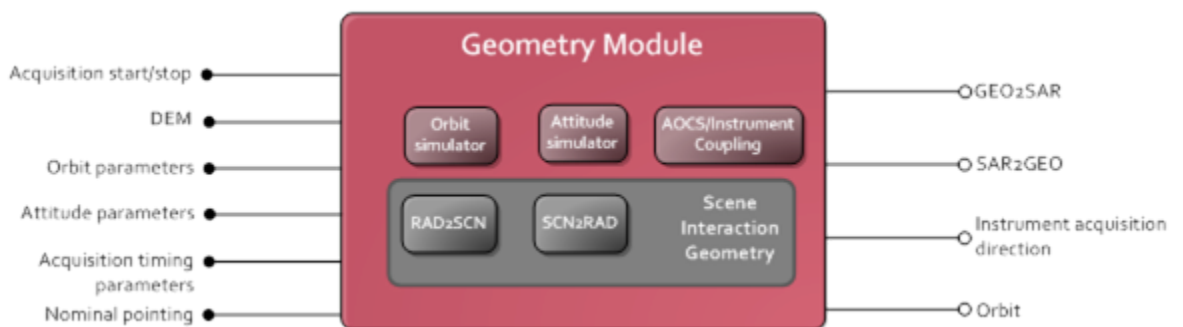 Geometry Module
Acquisition start/stop
DEM
Orbit parameters
Attitude parameters
Acquisition timing
parameters
Nominal pointing
Orbit
simulator
Attitude
simulator
AOCS/Instrument
Coupling
RAD2SCN
SCN2RAD
Scene
Interaction
Geometry
GEO2SAR
SAR2GEO
Instrument acquisition
direction
Orbit